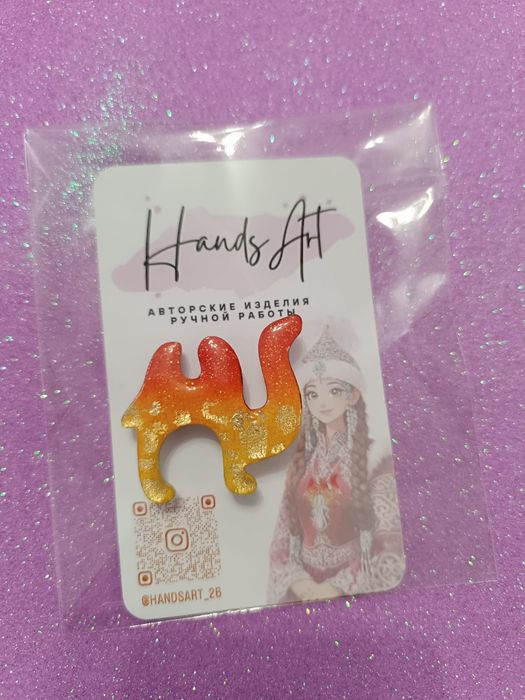 Hands Art
АВТОРСКИЕ ИЗДЕЛИЯ
РУЧНОЙ РАБОТЫ
@HANDSART_26